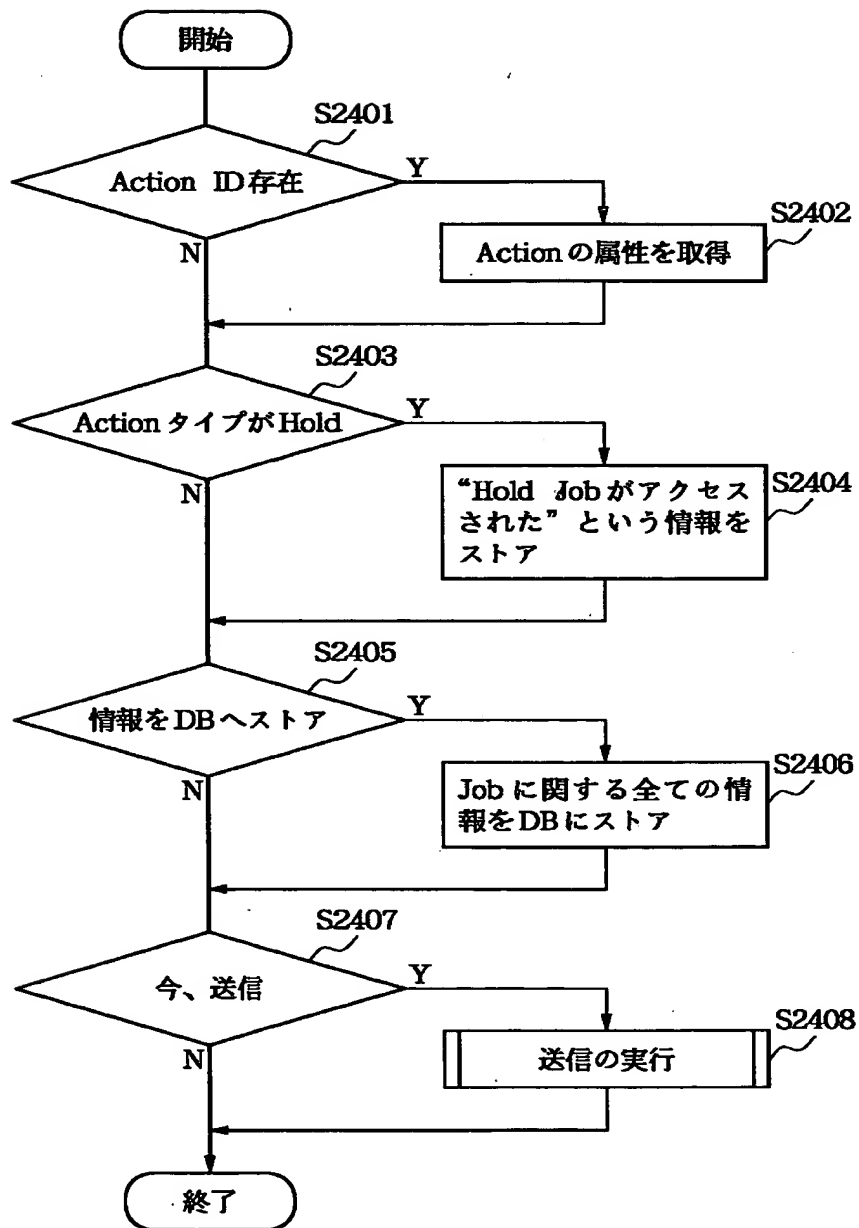 開始
S2401
Action ID存在
Y
N
S2402
Actionの属性を取得
S2403
ActionタイプがHold
Y
N
S2404
“Hold Jobがアクセス
された”という情報を
ストア
S2405
情報をDBへストア
Y
N
S2406
Jobに関する全ての情
報をDBにストア
S2407
今、送信
Y
N
S2408
送信の実行
終了